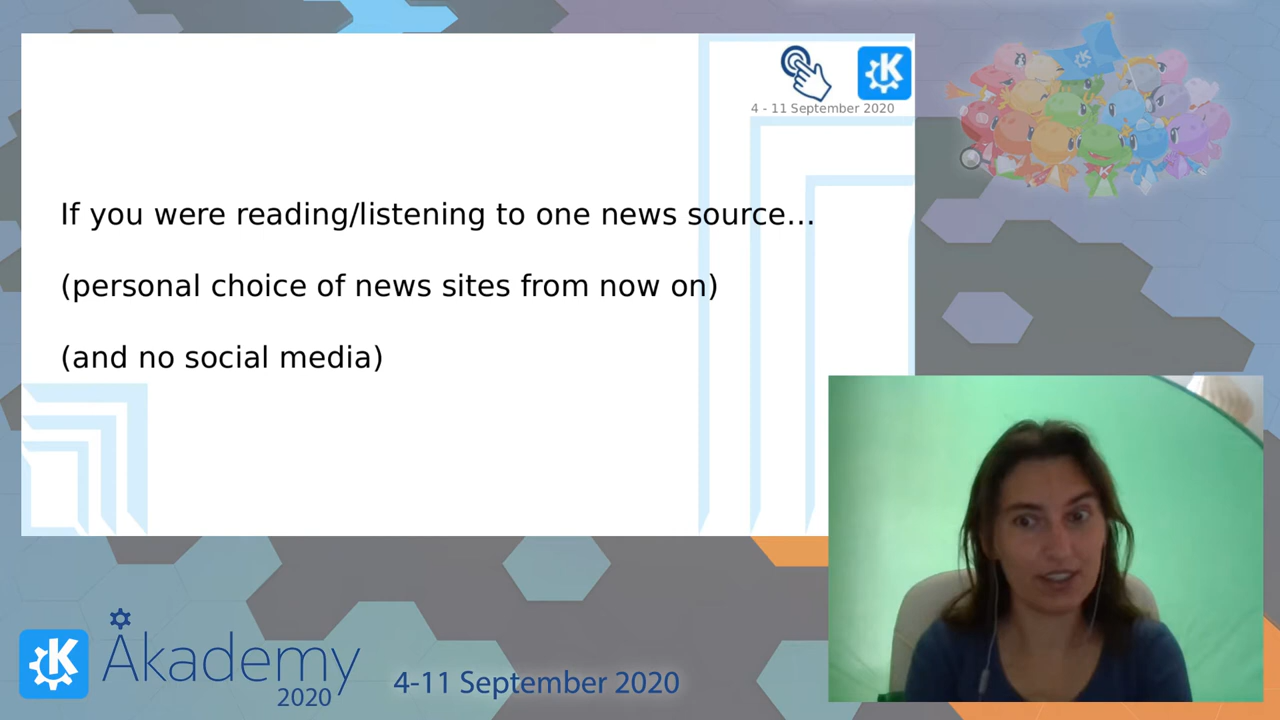 4 - 11 September 2020
If you were reading/listening to one news source...
(personal choice of news sites from now on)
(and no social media)
Akademy
2020
4-11 September 2020